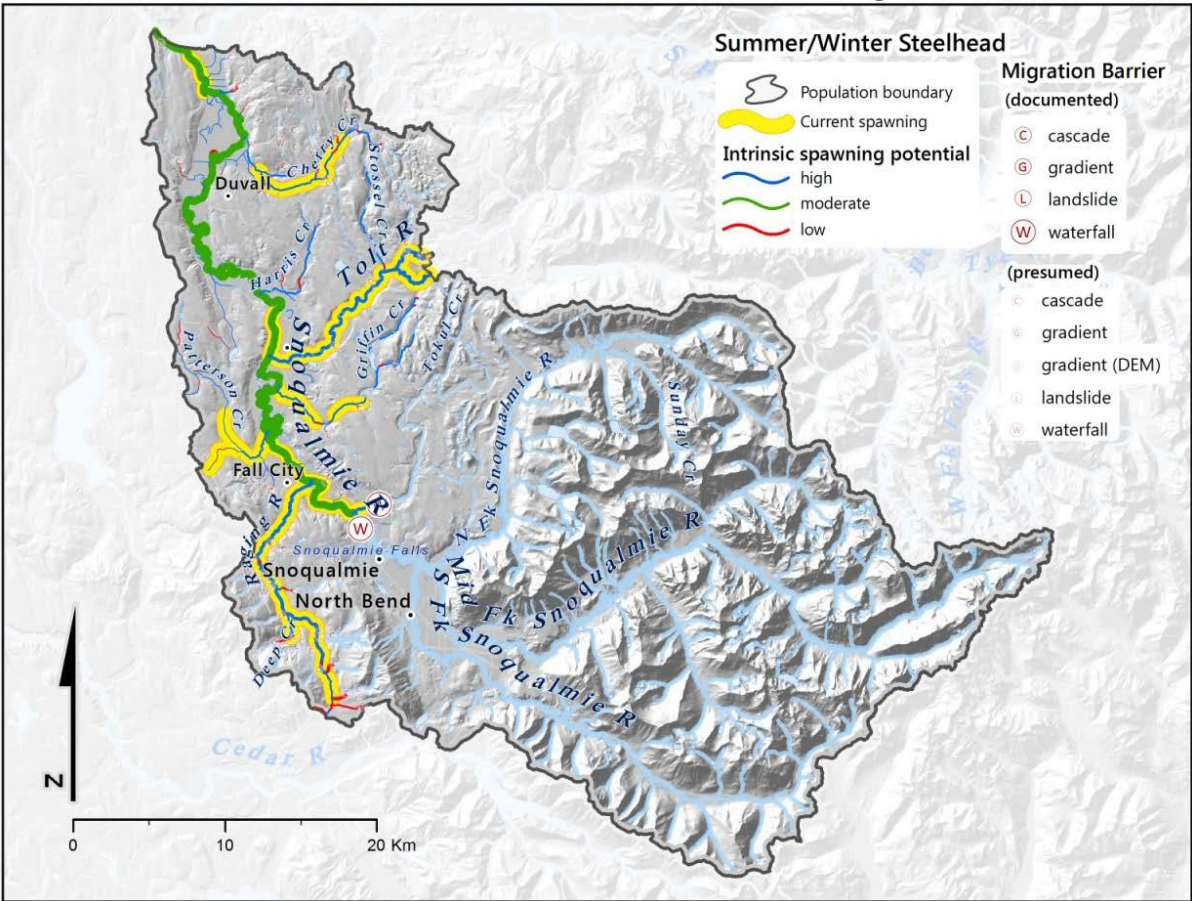 Summer/Winter Steelhead
Population boundary
Current spawning
Intrinsic spawning potential
high
moderate
low
Migration Barrier
(documented)
C cascade
G gradient
L landslide
W waterfall
(presumed)
C cascade
G gradient
gradient (DEM)
L landslide
W waterfall
Cherry Cr
Stossel Cr
Duvall
Harris Cr
Tolt R
Snoqualmie R
Griffin Cr
Tokul Cr
Patterson Cr
Fall City
W
Raging R
Snoqualmie Falls
Snoqualmie
North Bend
Deep Cr
N Fk Snoqualmie R
Sunday Cr
Mid Fk Snoqualmie R
S Fk Snoqualmie R
W Fk Foss R
Cedar R
N
0 10 20 Km